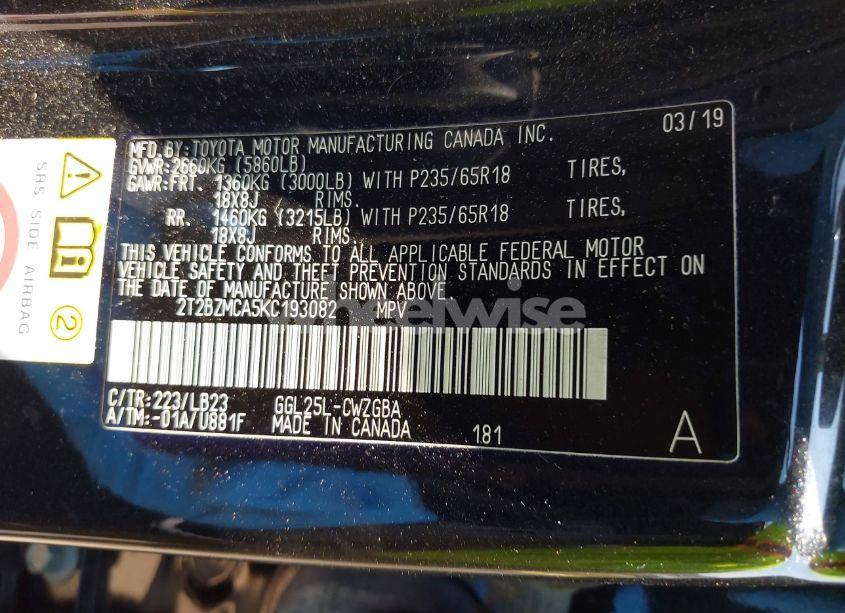 MFD. BY: TOYOTA MOTOR MANUFACTURING CANADA INC. 03/19
GVWR: 2660KG (5860LB)
GAWR: FRT. 1360KG (3000LB) WITH P235/65R18 TIRES,
18X8J RIMS.
RR. 1460KG (3215LB) WITH P235/65R18 TIRES,
18X8J RIMS.
THIS VEHICLE CONFORMS TO ALL APPLICABLE FEDERAL MOTOR
VEHICLE SAFETY AND THEFT PREVENTION STANDARDS IN EFFECT ON
THE DATE OF MANUFACTURE SHOWN ABOVE.
2T2BZMCA5KC193082 MPV
C/TR: 223/LB23 GGL25L-CWZGBA
A/TM: -01A/U881F MADE IN CANADA 181 A
SRS SIDE AIRBAG
2
wheelwise